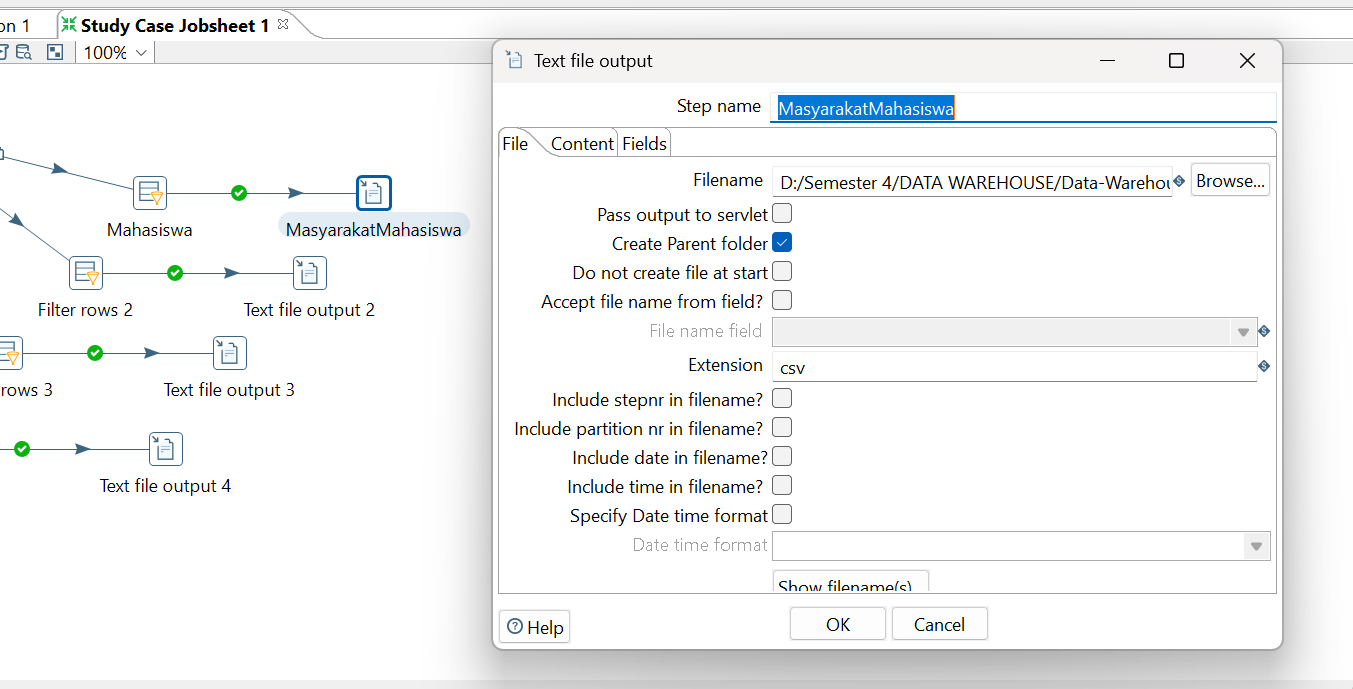 on 1
Study Case Jobsheet 1
100%
Mahasiswa
MasyarakatMahasiswa
Filter rows 2
Text file output 2
rows 3
Text file output 3
Text file output 4
Text file output
Step name MasyarakatMahasiswa
File Content Fields
Filename D:/Semester 4/DATA WAREHOUSE/Data-Warehou Browse...
Pass output to servlet
Create Parent folder
Do not create file at start
Accept file name from field?
File name field
Extension csv
Include stepnr in filename?
Include partition nr in filename?
Include date in filename?
Include time in filename?
Specify Date time format
Date time format
Show filename(s)
Help OK Cancel